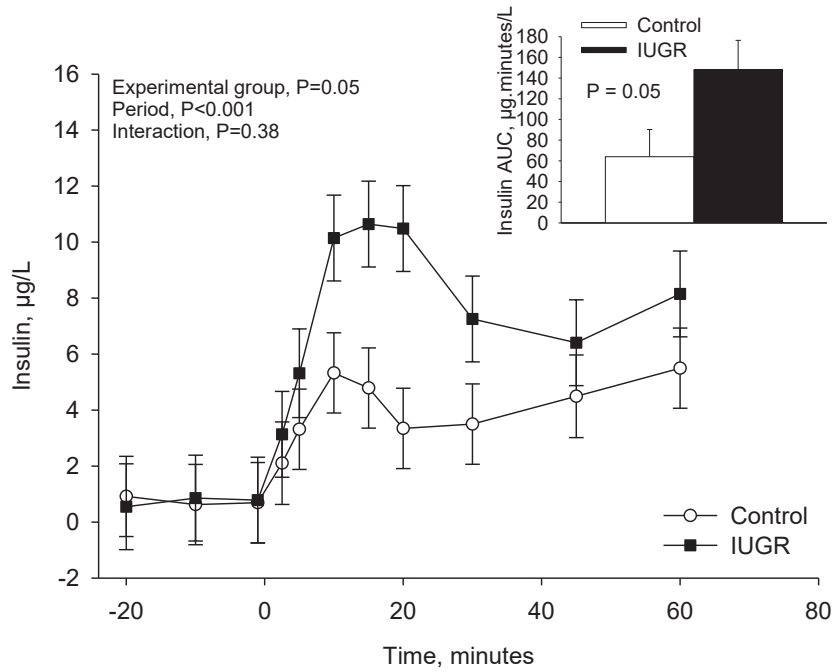 Control
IUGR
Insulin AUC, µg.minutes/L
180
160
140
120
100
80
60
40
20
0
P = 0.05
Experimental group, P=0.05
Period, P<0.001
Interaction, P=0.38
Insulin, µg/L
16
14
12
10
8
6
4
2
0
-2
Control
IUGR
-20
0
20
40
60
80
Time, minutes